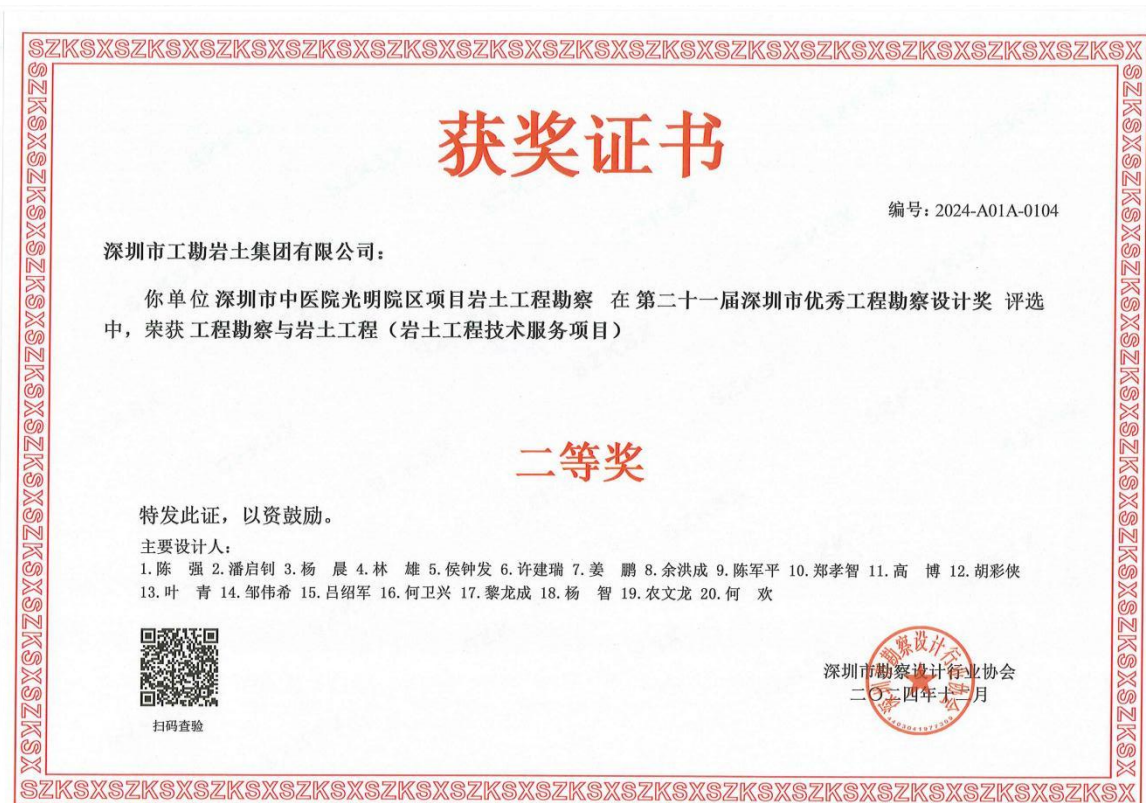 SZKSXSZKSXSZKSXSZKSXSZKSXSZKSXSZKSXSZKSXSZKSXSZKSXSZKSX
获奖证书
编号: 2024-A01A-0104
深圳市工勘岩土集团有限公司:
你单位 深圳市中医院光明院区项目岩土工程勘察 在 第二十一届深圳市优秀工程勘察设计奖 评选
中，荣获 工程勘察与岩土工程（岩土工程技术服务项目）
二等奖
特发此证，以资鼓励。
主要设计人:
1.陈 强 2.潘启钊 3.杨 晨 4.林 雄 5.侯钟发 6.许建瑞 7.姜 鹏 8.余洪成 9.陈军平 10.郑孝智 11.高 博 12.胡彩侠
13.叶 青 14.邹伟希 15.吕绍军 16.何卫兴 17.黎龙成 18.杨 智 19.农文龙 20.何 欢
扫码查验
深圳市勘察设计行业协会
二〇二四年十二月
SZKSXSZKSXSZKSXSZKSXSZKSXSZKSXSZKSXSZKSXSZKSXSZKSXSZKSX